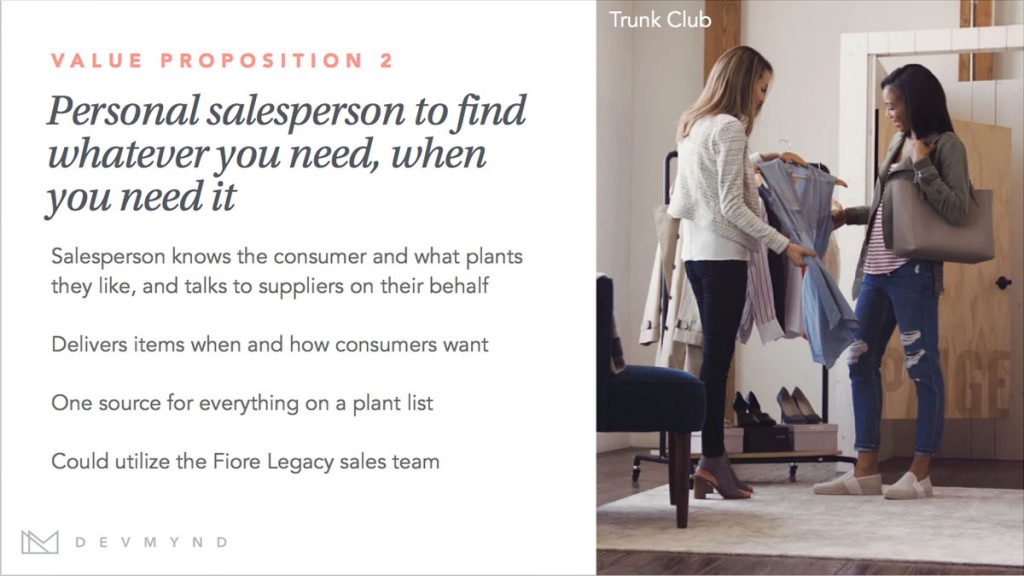 Trunk Club
VALUE PROPOSITION 2
Personal salesperson to find
whatever you need, when
you need it
Salesperson knows the consumer and what plants
they like, and talks to suppliers on their behalf
Delivers items when and how consumers want
One source for everything on a plant list
Could utilize the Fiore Legacy sales team
DEVMYND